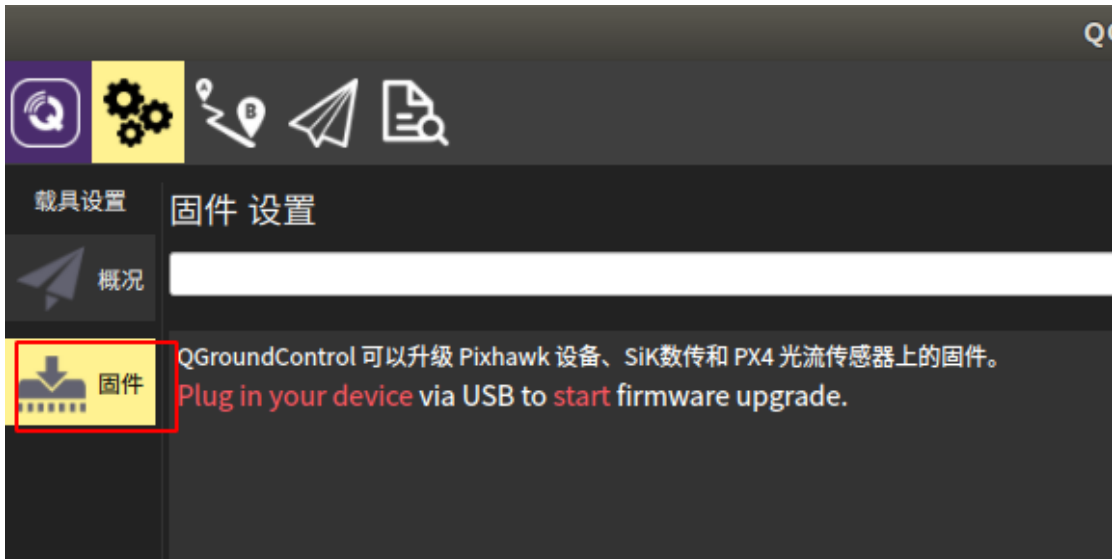 QG
载具设置
固件 设置
概况
固件
QGroundControl 可以升级 Pixhawk 设备、SiK数传和 PX4 光流传感器上的固件。
Plug in your device via USB to start firmware upgrade.